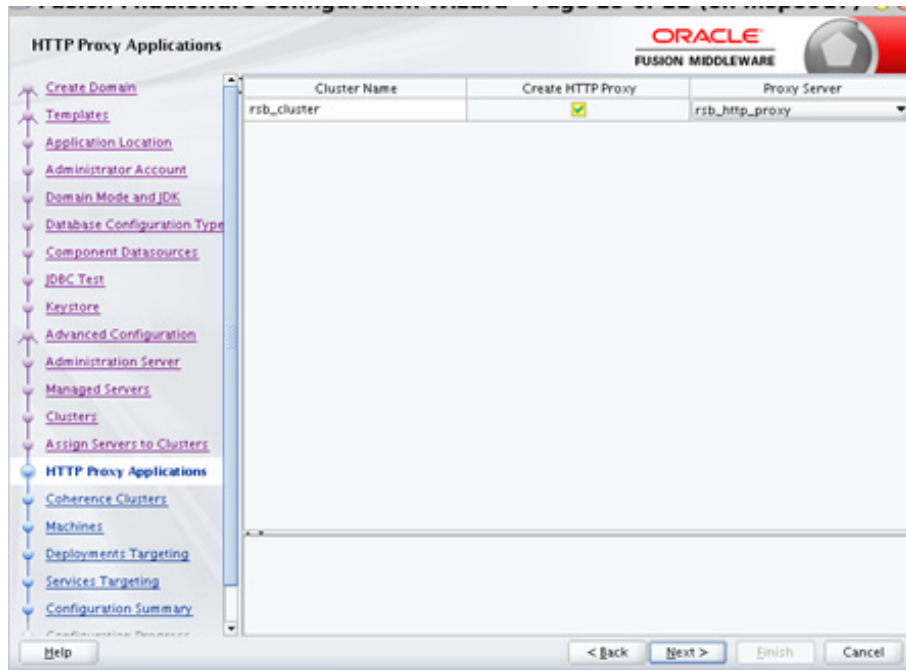 HTTP Proxy Applications
ORACLE
FUSION MIDDLEWARE
Create Domain
Templates
Application Location
Administrator Account
Domain Mode and JDK
Database Configuration Type
Component Datasources
JDBC Test
Keystore
Advanced Configuration
Administration Server
Managed Servers
Clusters
Assign Servers to Clusters
HTTP Proxy Applications
Coherence Clusters
Machines
Deployments Targeting
Services Targeting
Configuration Summary
Cluster Name Create HTTP Proxy Proxy Server
rsb_cluster rsb_http_proxy
Help < Back Next > Finish Cancel